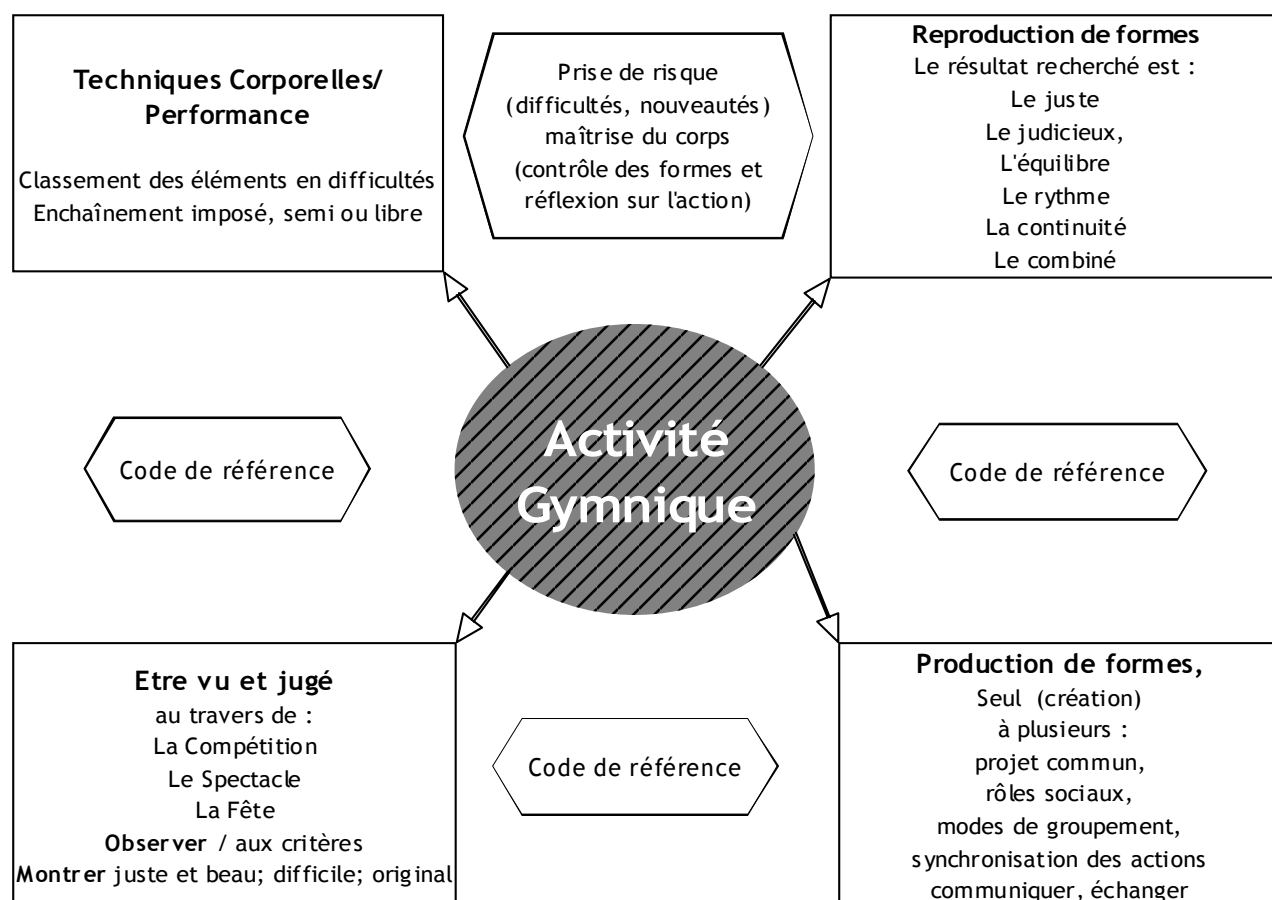 Techniques Corporelles/
Performance
Classement des éléments en difficultés
Enchaînement imposé, semi ou libre
Prise de risque
(difficultés, nouveautés)
maîtrise du corps
(contrôle des formes et
réflexion sur l'action)
Reproduction de formes
Le résultat recherché est :
Le juste
Le judicieux,
L'équilibre
Le rythme
La continuité
Le combiné
Code de référence
Activité
Gymnique
Code de référence
Etre vu et jugé
au travers de :
La Compétition
Le Spectacle
La Fête
Observer / aux critères
Montrer juste et beau; difficile; original
Code de référence
Production de formes,
Seul (création)
à plusieurs :
projet commun,
rôles sociaux,
modes de groupement,
synchronisation des actions
communiquer, échanger